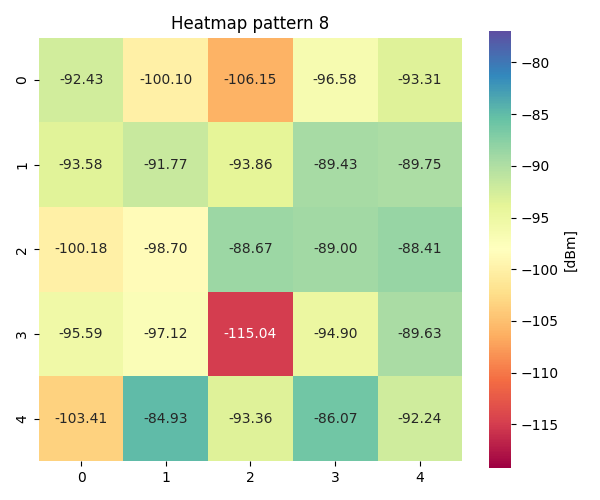 Heatmap pattern 8
0 -92.43 -100.10 -106.15 -96.58 -93.31
1 -93.58 -91.77 -93.86 -89.43 -89.75
2 -100.18 -98.70 -88.67 -89.00 -88.41
3 -95.59 -97.12 -115.04 -94.90 -89.63
4 -103.41 -84.93 -93.36 -86.07 -92.24
0 1 2 3 4
−80
−85
−90
−95
−100
−105
−110
−115
[dBm]